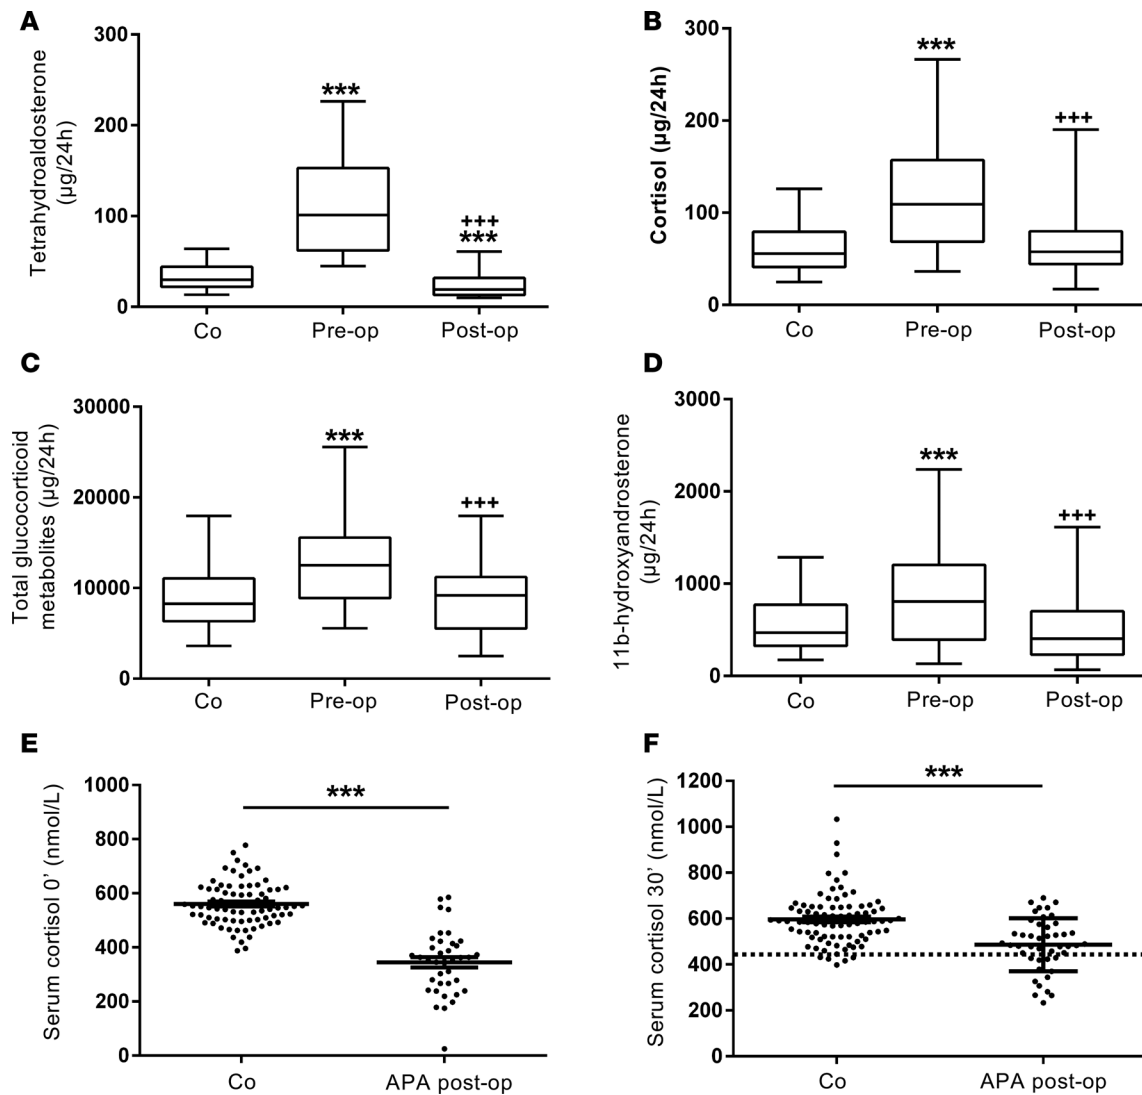 A
Tetrahydroaldosterone
(µg/24h)
300
200
100
0
***
+++
***
Co
Pre-op
Post-op
B
Cortisol (µg/24h)
300
200
100
0
***
+++
Co
Pre-op
Post-op
C
Total glucocorticoid
metabolites (µg/24h)
30000
20000
10000
0
***
+++
Co
Pre-op
Post-op
D
11b-hydroxyandrosterone
(µg/24h)
3000
2000
1000
0
***
+++
Co
Pre-op
Post-op
E
Serum cortisol 0’ (nmol/L)
1000
800
600
400
200
0
***
Co
APA post-op
F
Serum cortisol 30’ (nmol/L)
1200
1000
800
600
400
200
0
***
Co
APA post-op